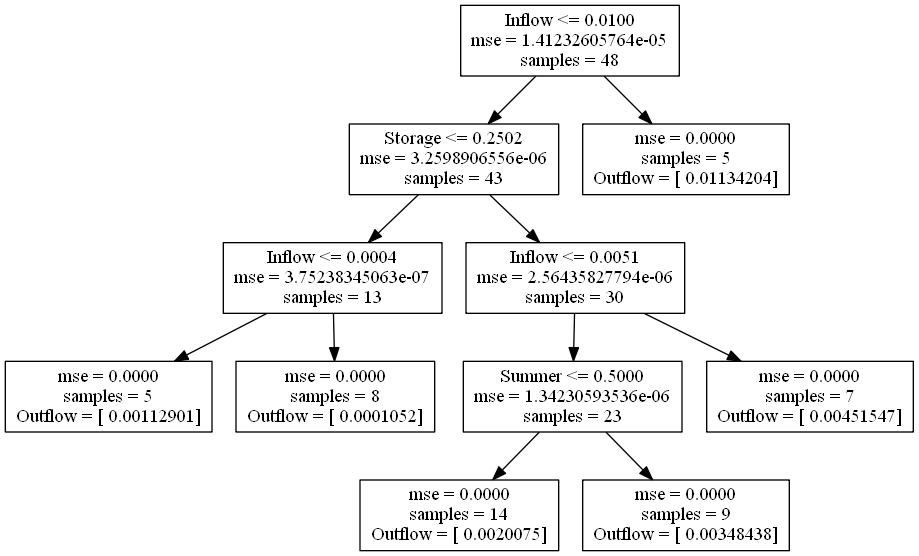 Inflow <= 0.0100
mse = 1.41232605764e-05
samples = 48
Storage <= 0.2502
mse = 3.2598906556e-06
samples = 43
mse = 0.0000
samples = 5
Outflow = [ 0.01134204]
Inflow <= 0.0004
mse = 3.75238345063e-07
samples = 13
Inflow <= 0.0051
mse = 2.56435827794e-06
samples = 30
mse = 0.0000
samples = 5
Outflow = [ 0.00112901]
mse = 0.0000
samples = 8
Outflow = [ 0.0001052]
Summer <= 0.5000
mse = 1.34230593536e-06
samples = 23
mse = 0.0000
samples = 7
Outflow = [ 0.00451547]
mse = 0.0000
samples = 14
Outflow = [ 0.0020075]
mse = 0.0000
samples = 9
Outflow = [ 0.00348438]